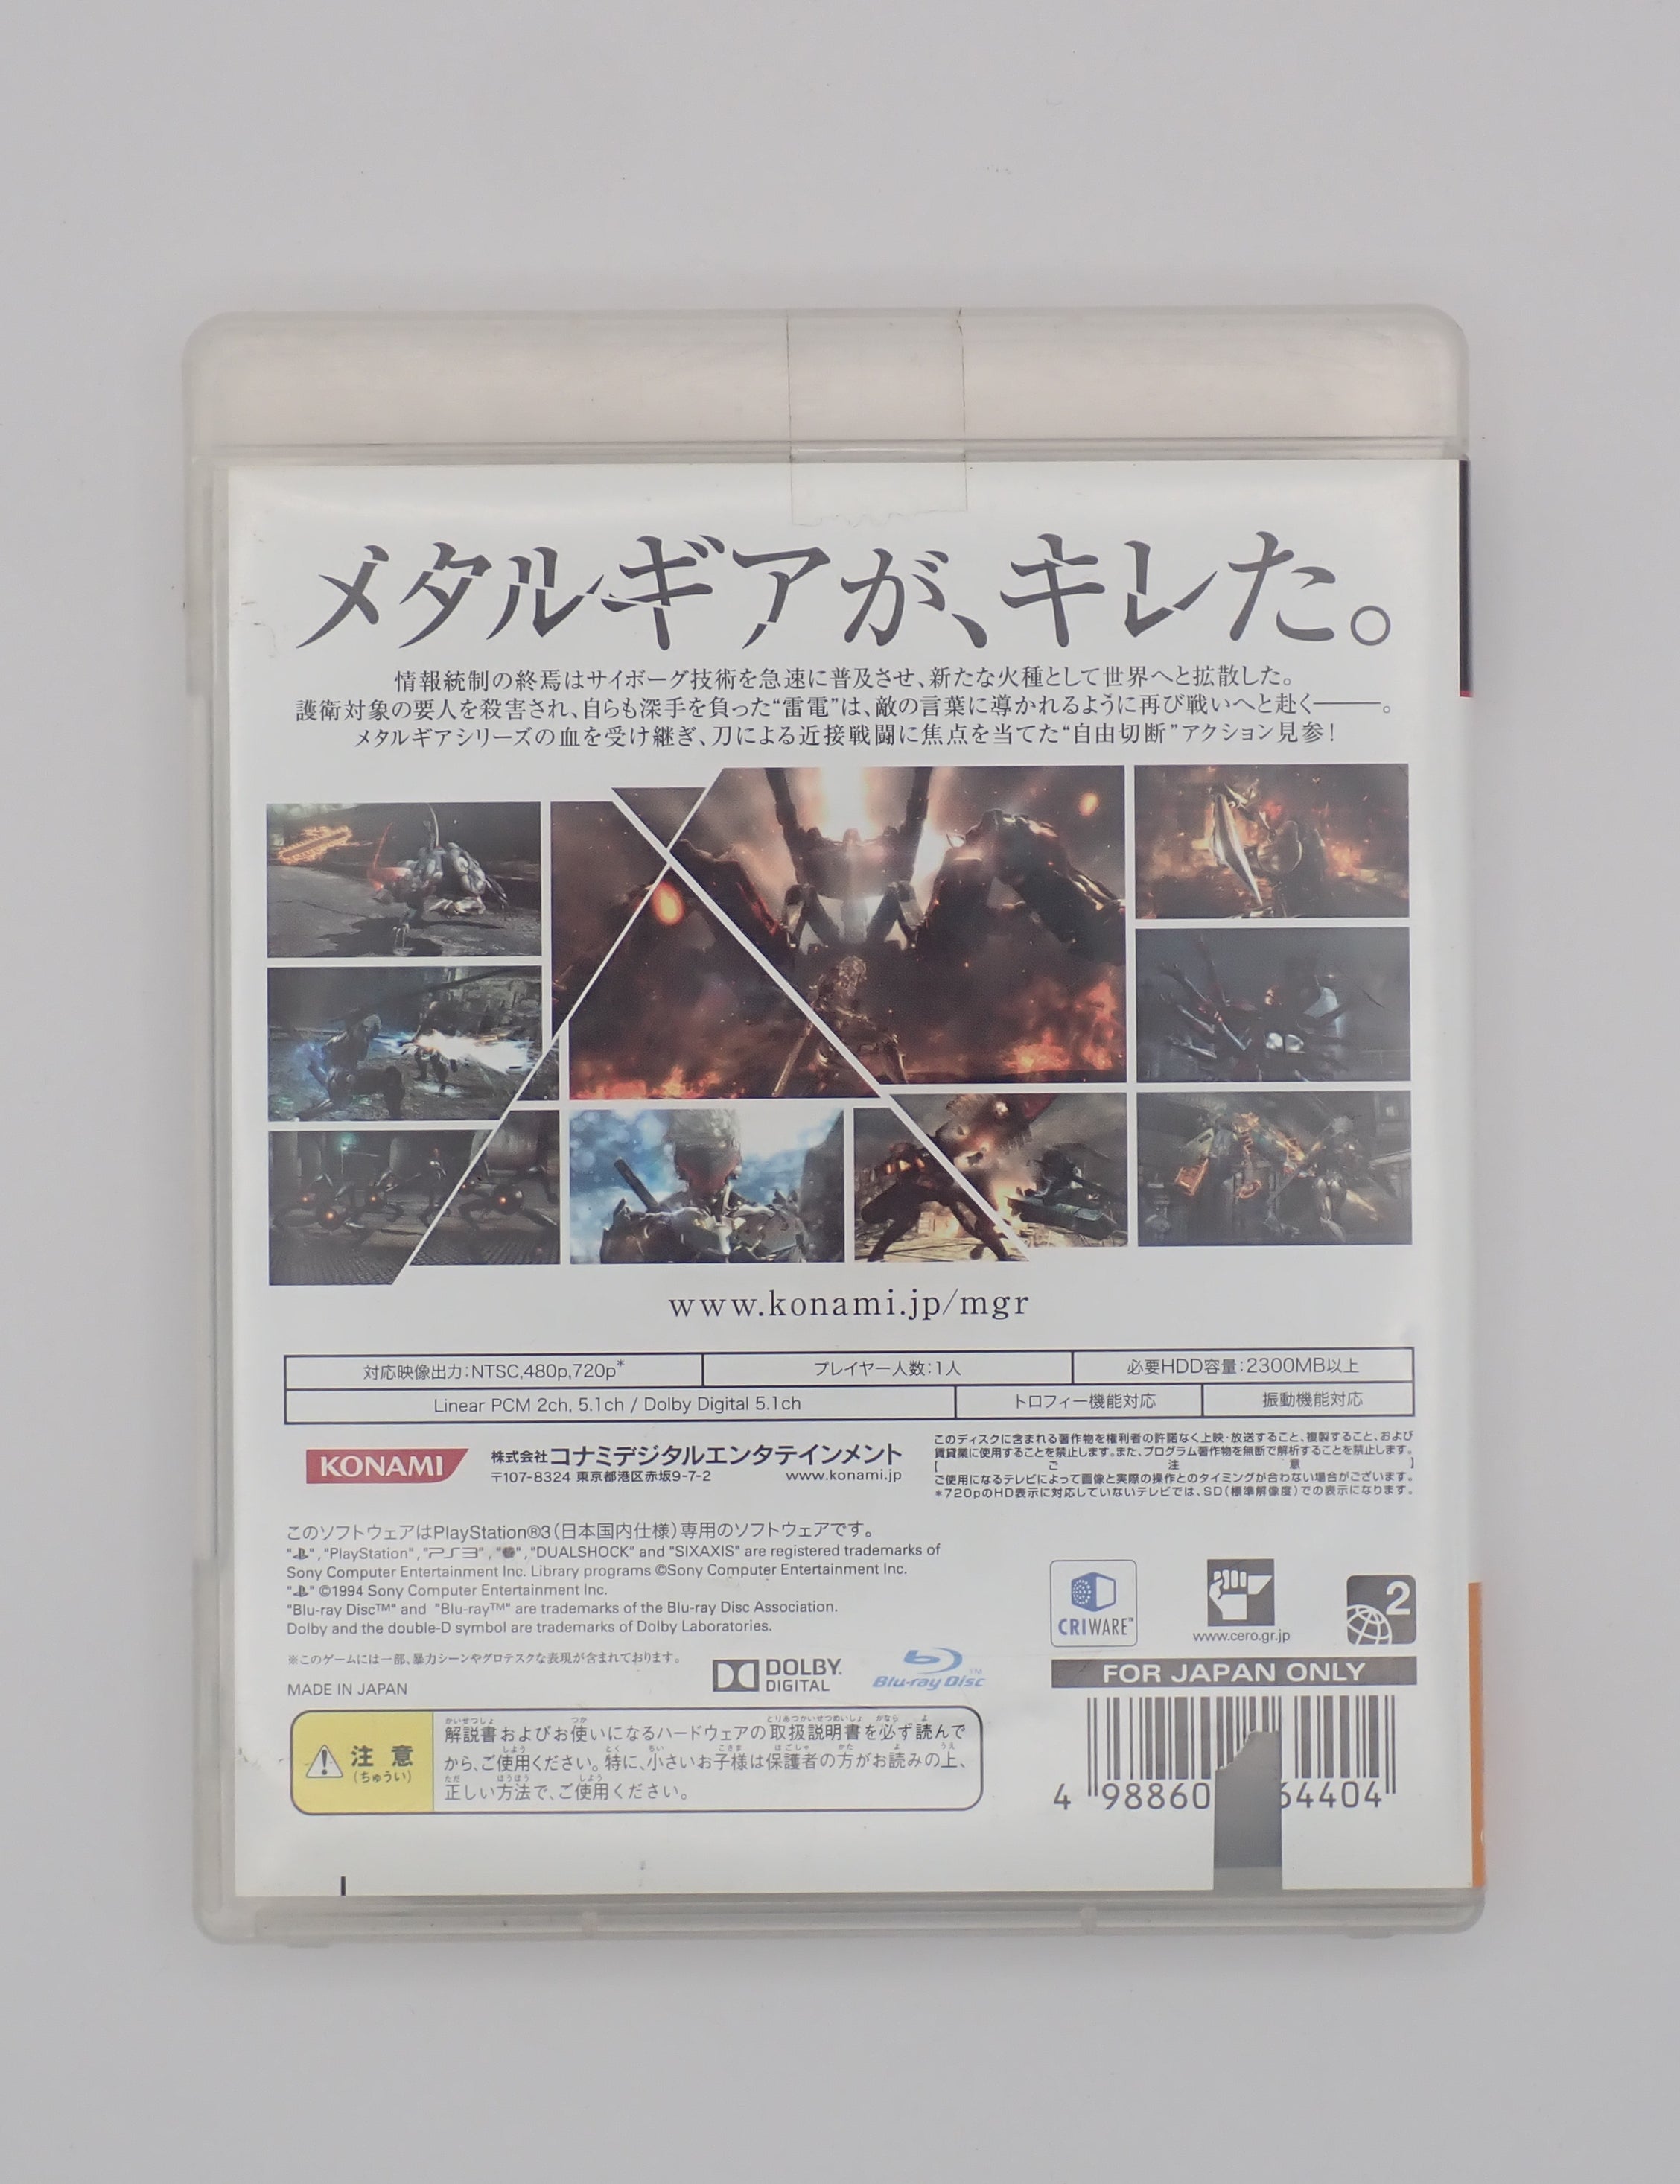 メタルギアが、キレた。
情報統制の終焉はサイボーグ技術を急速に普及させ、新たな火種として世界へと拡散した。
護衛対象の要人を殺害され、自らも深手を負った“雷電”は、敵の言葉に導かれるように再び戦いへと赴く―――。
メタルギアシリーズの血を受け継ぎ、刀による近接戦闘に焦点を当てた“自由切断”アクション見参！
www.konami.jp/mgr
対応映像出力:NTSC,480p,720p*
プレイヤー人数:1人
必要HDD容量:2300MB以上
Linear PCM 2ch, 5.1ch / Dolby Digital 5.1ch
トロフィー機能対応
振動機能対応
KONAMI
株式会社コナミデジタルエンタテインメント
〒107-8324 東京都港区赤坂9-7-2 www.konami.jp
このディスクに含まれる著作物を権利者の許諾なく上映・放送すること、複製すること、および
賃貸業に使用することを禁止します。また、プログラム著作物を無断で解析することを禁止します。
[ご注意]
ご使用になるテレビによって画像と実際の操作とのタイミングが合わない場合がございます。
*720pのHD表示に対応していないテレビでは、SD(標準解像度)での表示になります。
このソフトウェアはPlayStation®3(日本国内仕様)専用のソフトウェアです。
"", "PlayStation", "PS3", "", "DUALSHOCK" and "SIXAXIS" are registered trademarks of
Sony Computer Entertainment Inc. Library programs ©Sony Computer Entertainment Inc.
"" ©1994 Sony Computer Entertainment Inc.
"Blu-ray Disc™" and "Blu-ray™" are trademarks of the Blu-ray Disc Association.
Dolby and the double-D symbol are trademarks of Dolby Laboratories.
※このゲームには一部、暴力シーンやグロテスクな表現が含まれております。
MADE IN JAPAN
DOLBY.
DIGITAL
Blu-ray Disc™
CRIWARE™
www.cero.gr.jp
2
FOR JAPAN ONLY
4 98860 64404
注意
(ちゅうい)
解説書およびお使いになるハードウェアの取扱説明書を必ず読んで
から、ご使用ください。特に、小さいお子様は保護者の方がお読みの上、
正しい方法で、ご使用ください。